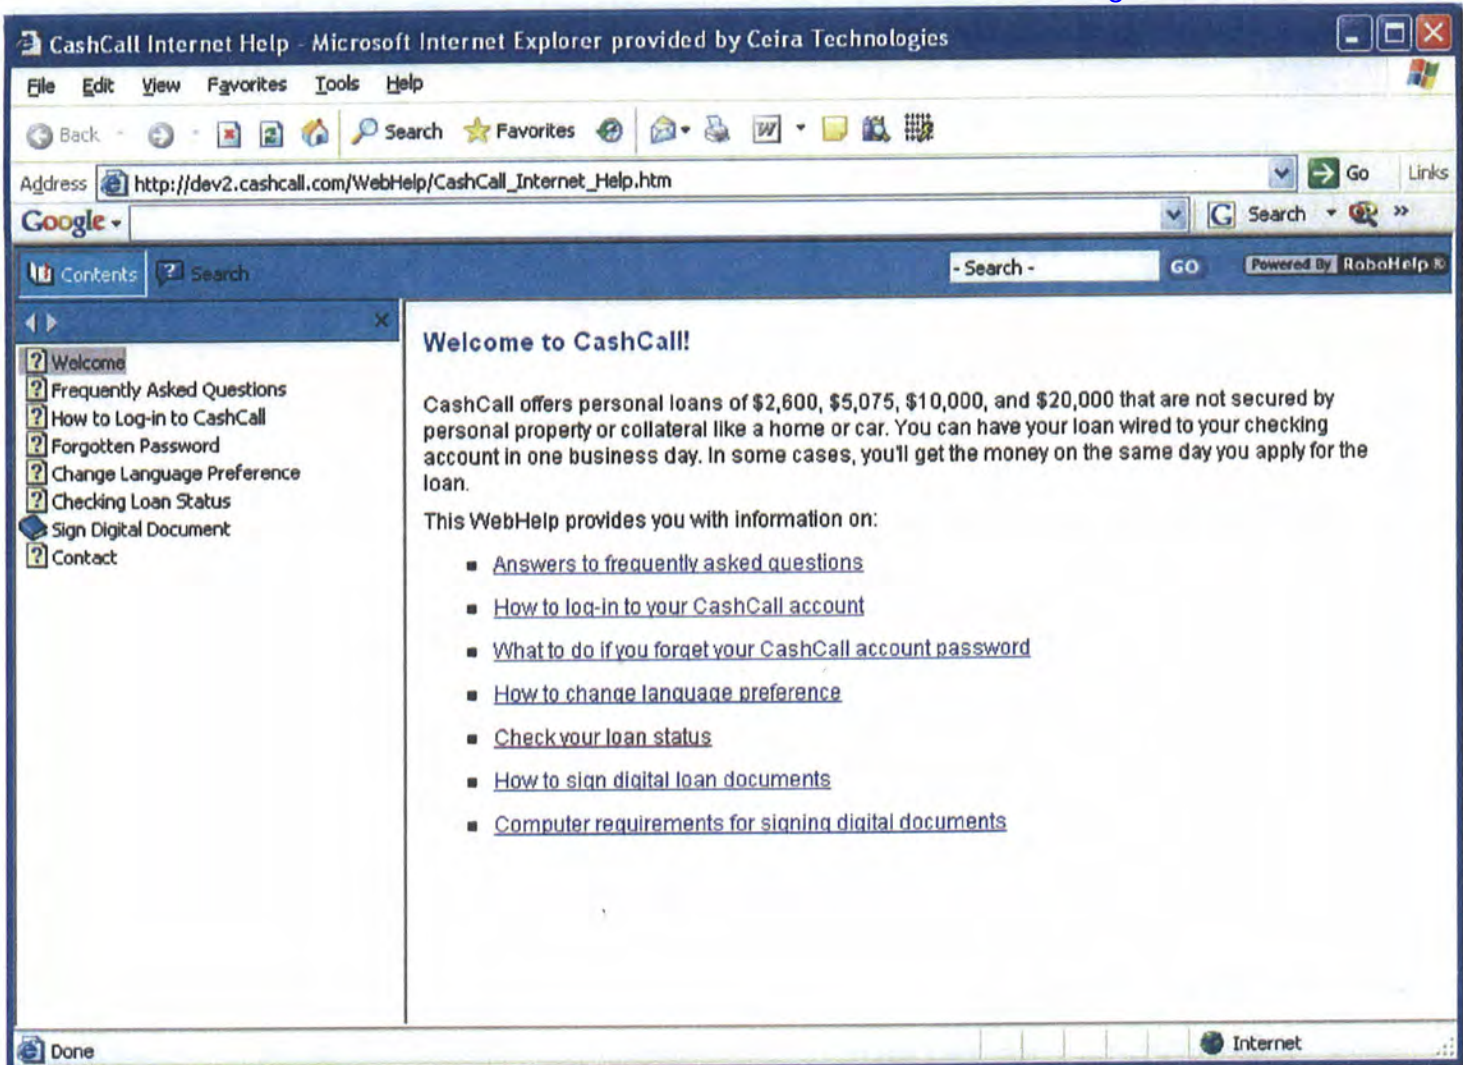 CashCall Internet Help - Microsoft Internet Explorer provided by Ceira Technologies
File Edit View Favorites Tools Help
Back Search Favorites
Address http://dev2.cashcall.com/WebHelp/CashCall_Internet_Help.htm Go Links
Google Search »
Contents Search - Search - GO Powered By RoboHelp ®
Welcome
Frequently Asked Questions
How to Log-in to CashCall
Forgotten Password
Change Language Preference
Checking Loan Status
Sign Digital Document
Contact
Welcome to CashCall!
CashCall offers personal loans of $2,600, $5,075, $10,000, and $20,000 that are not secured by
personal property or collateral like a home or car. You can have your loan wired to your checking
account in one business day. In some cases, you'll get the money on the same day you apply for the
loan.
This WebHelp provides you with information on:
Answers to frequently asked questions
How to log-in to your CashCall account
What to do if you forget your CashCall account password
How to change language preference
Check your loan status
How to sign digital loan documents
Computer requirements for signing digital documents
Done Internet